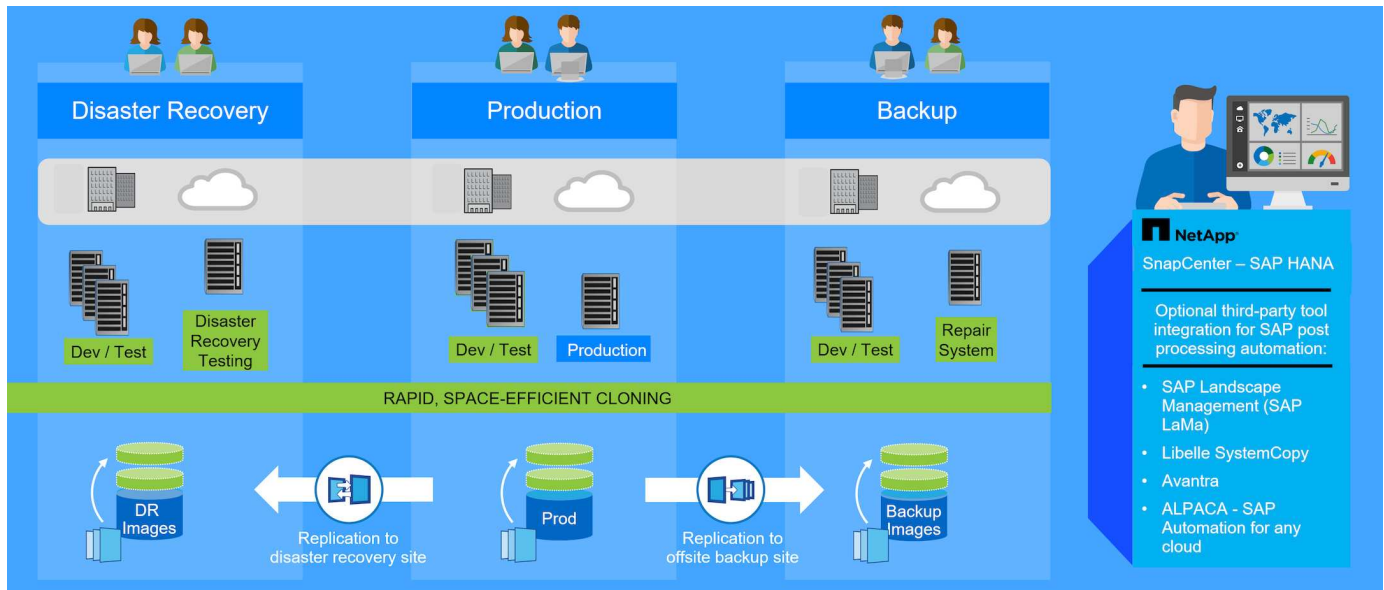 Disaster Recovery
Production
Backup
Dev / Test
Disaster
Recovery
Testing
Dev / Test
Production
Dev / Test
Repair
System
RAPID, SPACE-EFFICIENT CLONING
DR
Images
Replication to
disaster recovery site
Prod
Replication to
offsite backup site
Backup
Images
NetApp
SnapCenter – SAP HANA
Optional third-party tool
integration for SAP post
processing automation:
• SAP Landscape
Management (SAP
LaMa)
• Libelle SystemCopy
• Avantra
• ALPACA - SAP
Automation for any
cloud